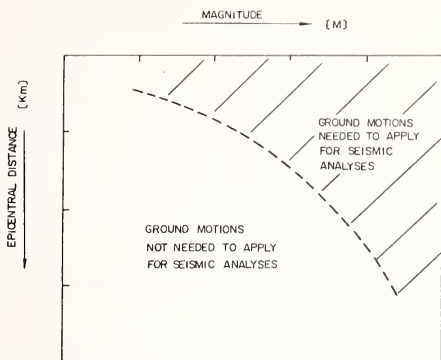 MAGNITUDE
[M]
[Km]
EPICENTRAL DISTANCE
GROUND MOTIONS
NEEDED TO APPLY
FOR SEISMIC
ANALYSES
GROUND MOTIONS
NOT NEEDED TO APPLY
FOR SEISMIC ANALYSES